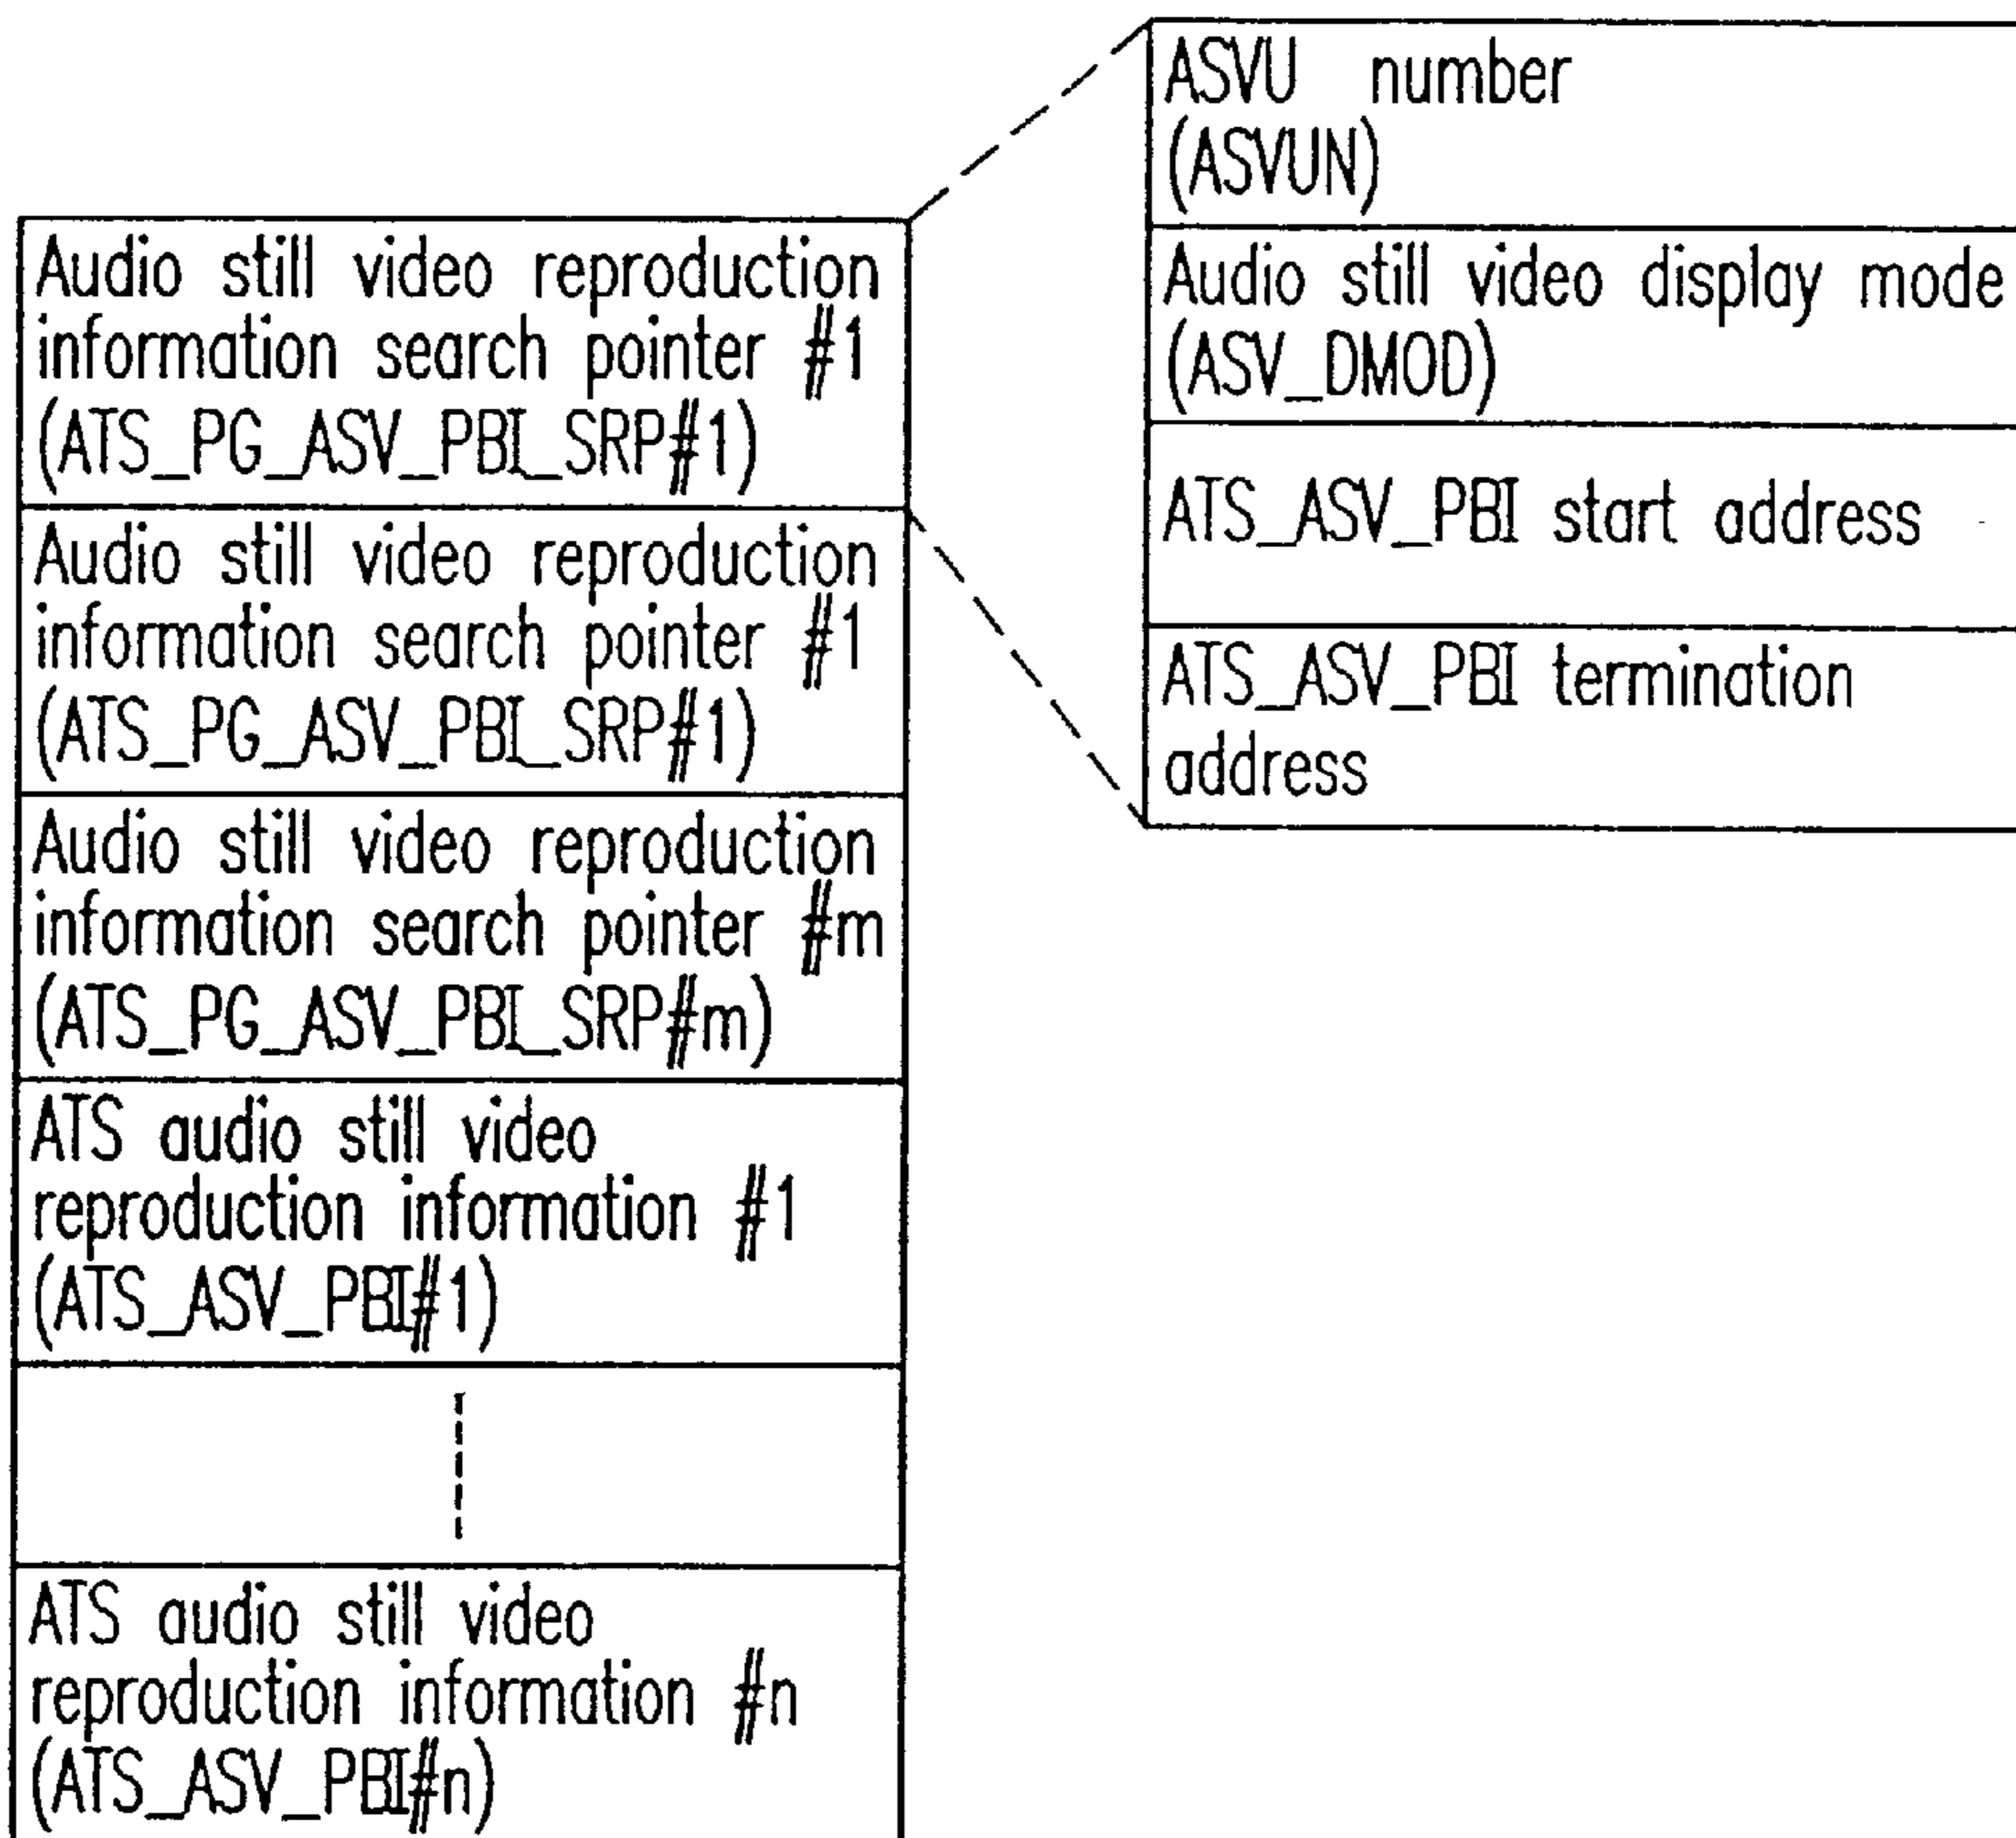 Audio still video reproduction
information search pointer #1
(ATS_PG_ASV_PBI_SRP#1)
Audio still video reproduction
information search pointer #1
(ATS_PG_ASV_PBI_SRP#1)
Audio still video reproduction
information search pointer #m
(ATS_PG_ASV_PBI_SRP#m)
ATS audio still video
reproduction information #1
(ATS_ASV_PBI#1)
ATS audio still video
reproduction information #n
(ATS_ASV_PBI#n)
ASVU number
(ASVUN)
Audio still video display mode
(ASV_DMOD)
ATS_ASV_PBI start address
ATS_ASV_PBI termination
address